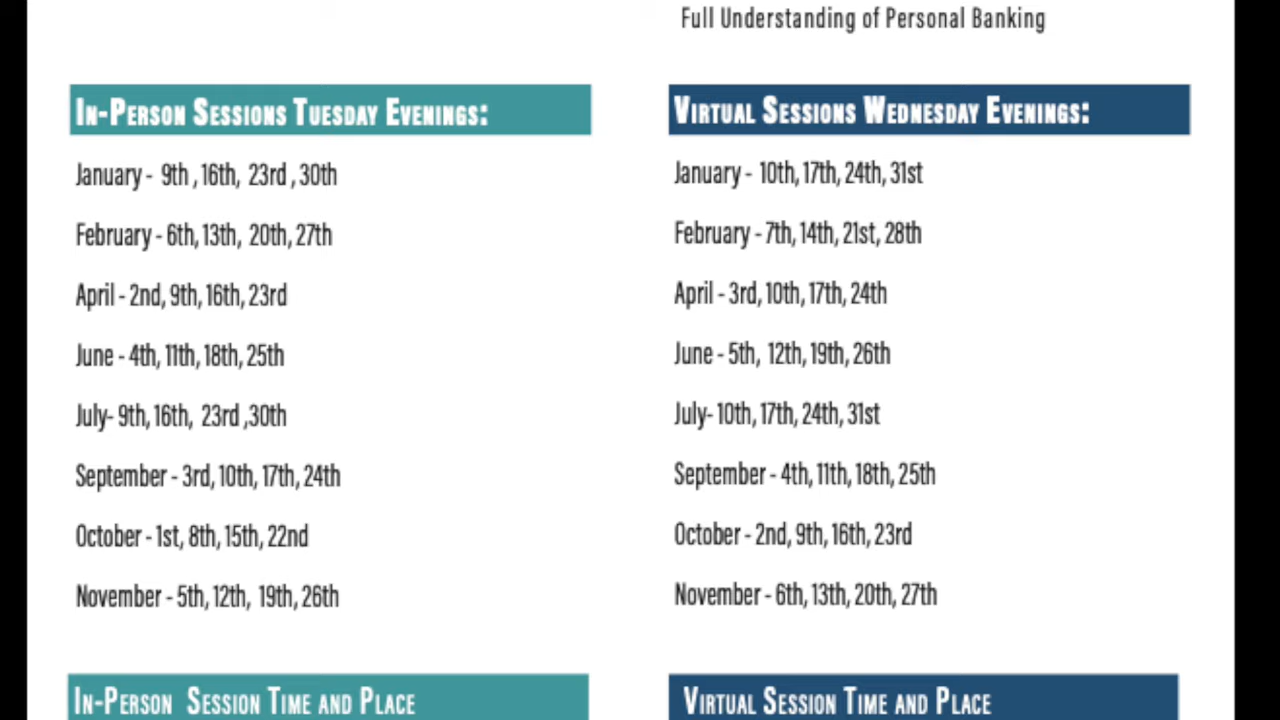 Full Understanding of Personal Banking
In-Person Sessions Tuesday Evenings:
January - 9th , 16th, 23rd , 30th
February - 6th, 13th, 20th, 27th
April - 2nd, 9th, 16th, 23rd
June - 4th, 11th, 18th, 25th
July- 9th, 16th, 23rd ,30th
September - 3rd, 10th, 17th, 24th
October - 1st, 8th, 15th, 22nd
November - 5th, 12th, 19th, 26th
In-Person Session Time and Place
Virtual Sessions Wednesday Evenings:
January - 10th, 17th, 24th, 31st
February - 7th, 14th, 21st, 28th
April - 3rd, 10th, 17th, 24th
June - 5th, 12th, 19th, 26th
July- 10th, 17th, 24th, 31st
September - 4th, 11th, 18th, 25th
October - 2nd, 9th, 16th, 23rd
November - 6th, 13th, 20th, 27th
Virtual Session Time and Place